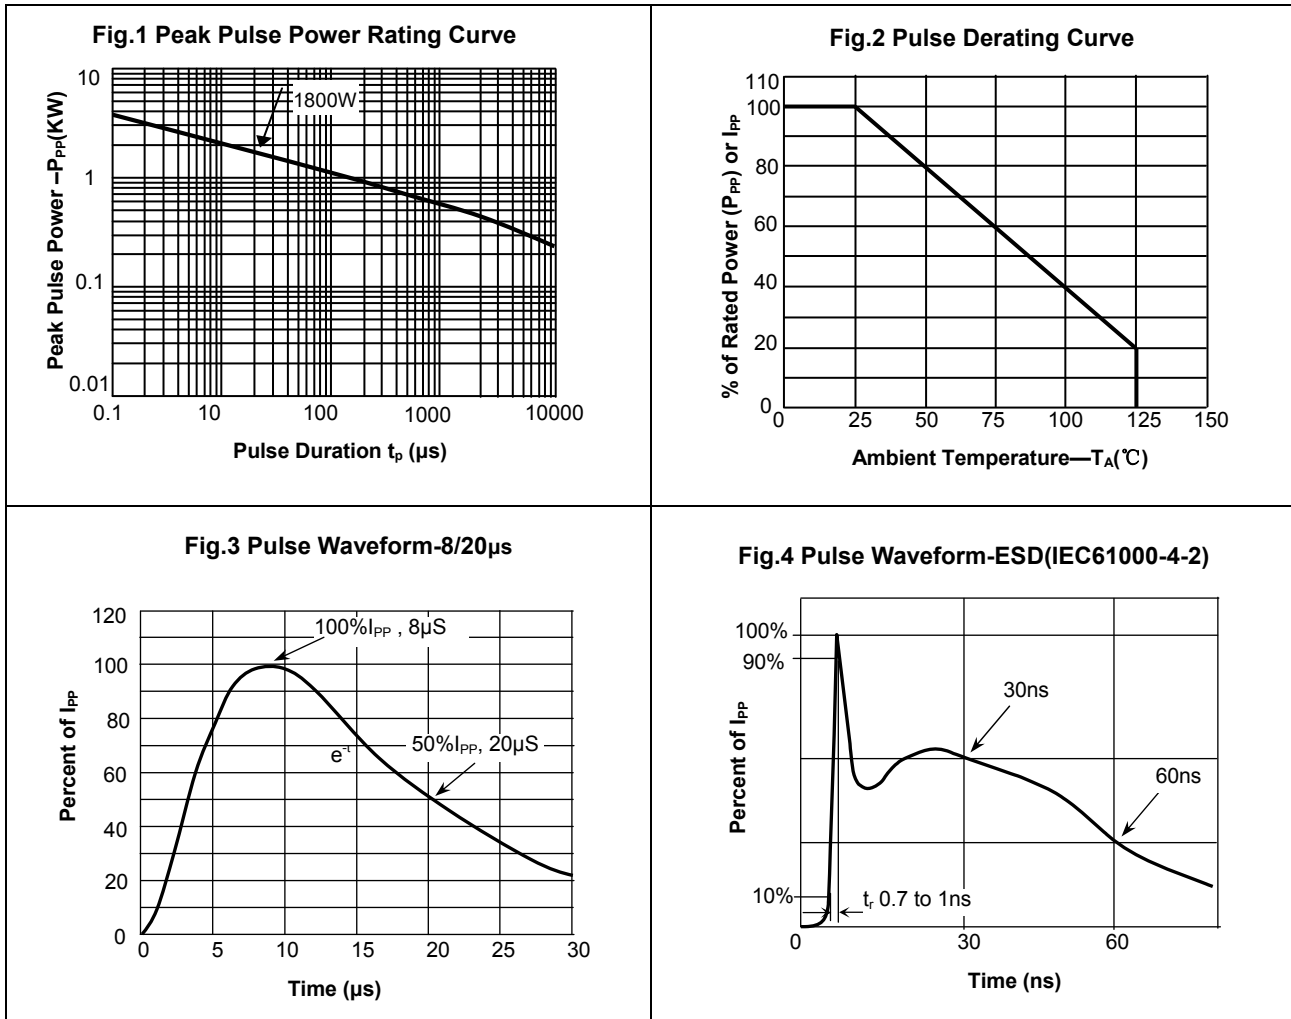 Fig.1 Peak Pulse Power Rating Curve
Peak Pulse Power –PPP(KW)
10
1
0.1
0.01
1800W
0.1 10 100 1000 10000
Pulse Duration tp (µs)
Fig.2 Pulse Derating Curve
% of Rated Power (PPP) or IPP
110
100
80
60
40
20
0
0 25 50 75 100 125 150
Ambient Temperature—TA(℃)
Fig.3 Pulse Waveform-8/20µs
Percent of IPP
120
100
80
60
40
20
0
100%IPP , 8µS
e-t
50%IPP, 20µS
0 5 10 15 20 25 30
Time (µs)
Fig.4 Pulse Waveform-ESD(IEC61000-4-2)
Percent of IPP
100%
90%
10%
30ns
60ns
tr 0.7 to 1ns
0 30 60
Time (ns)